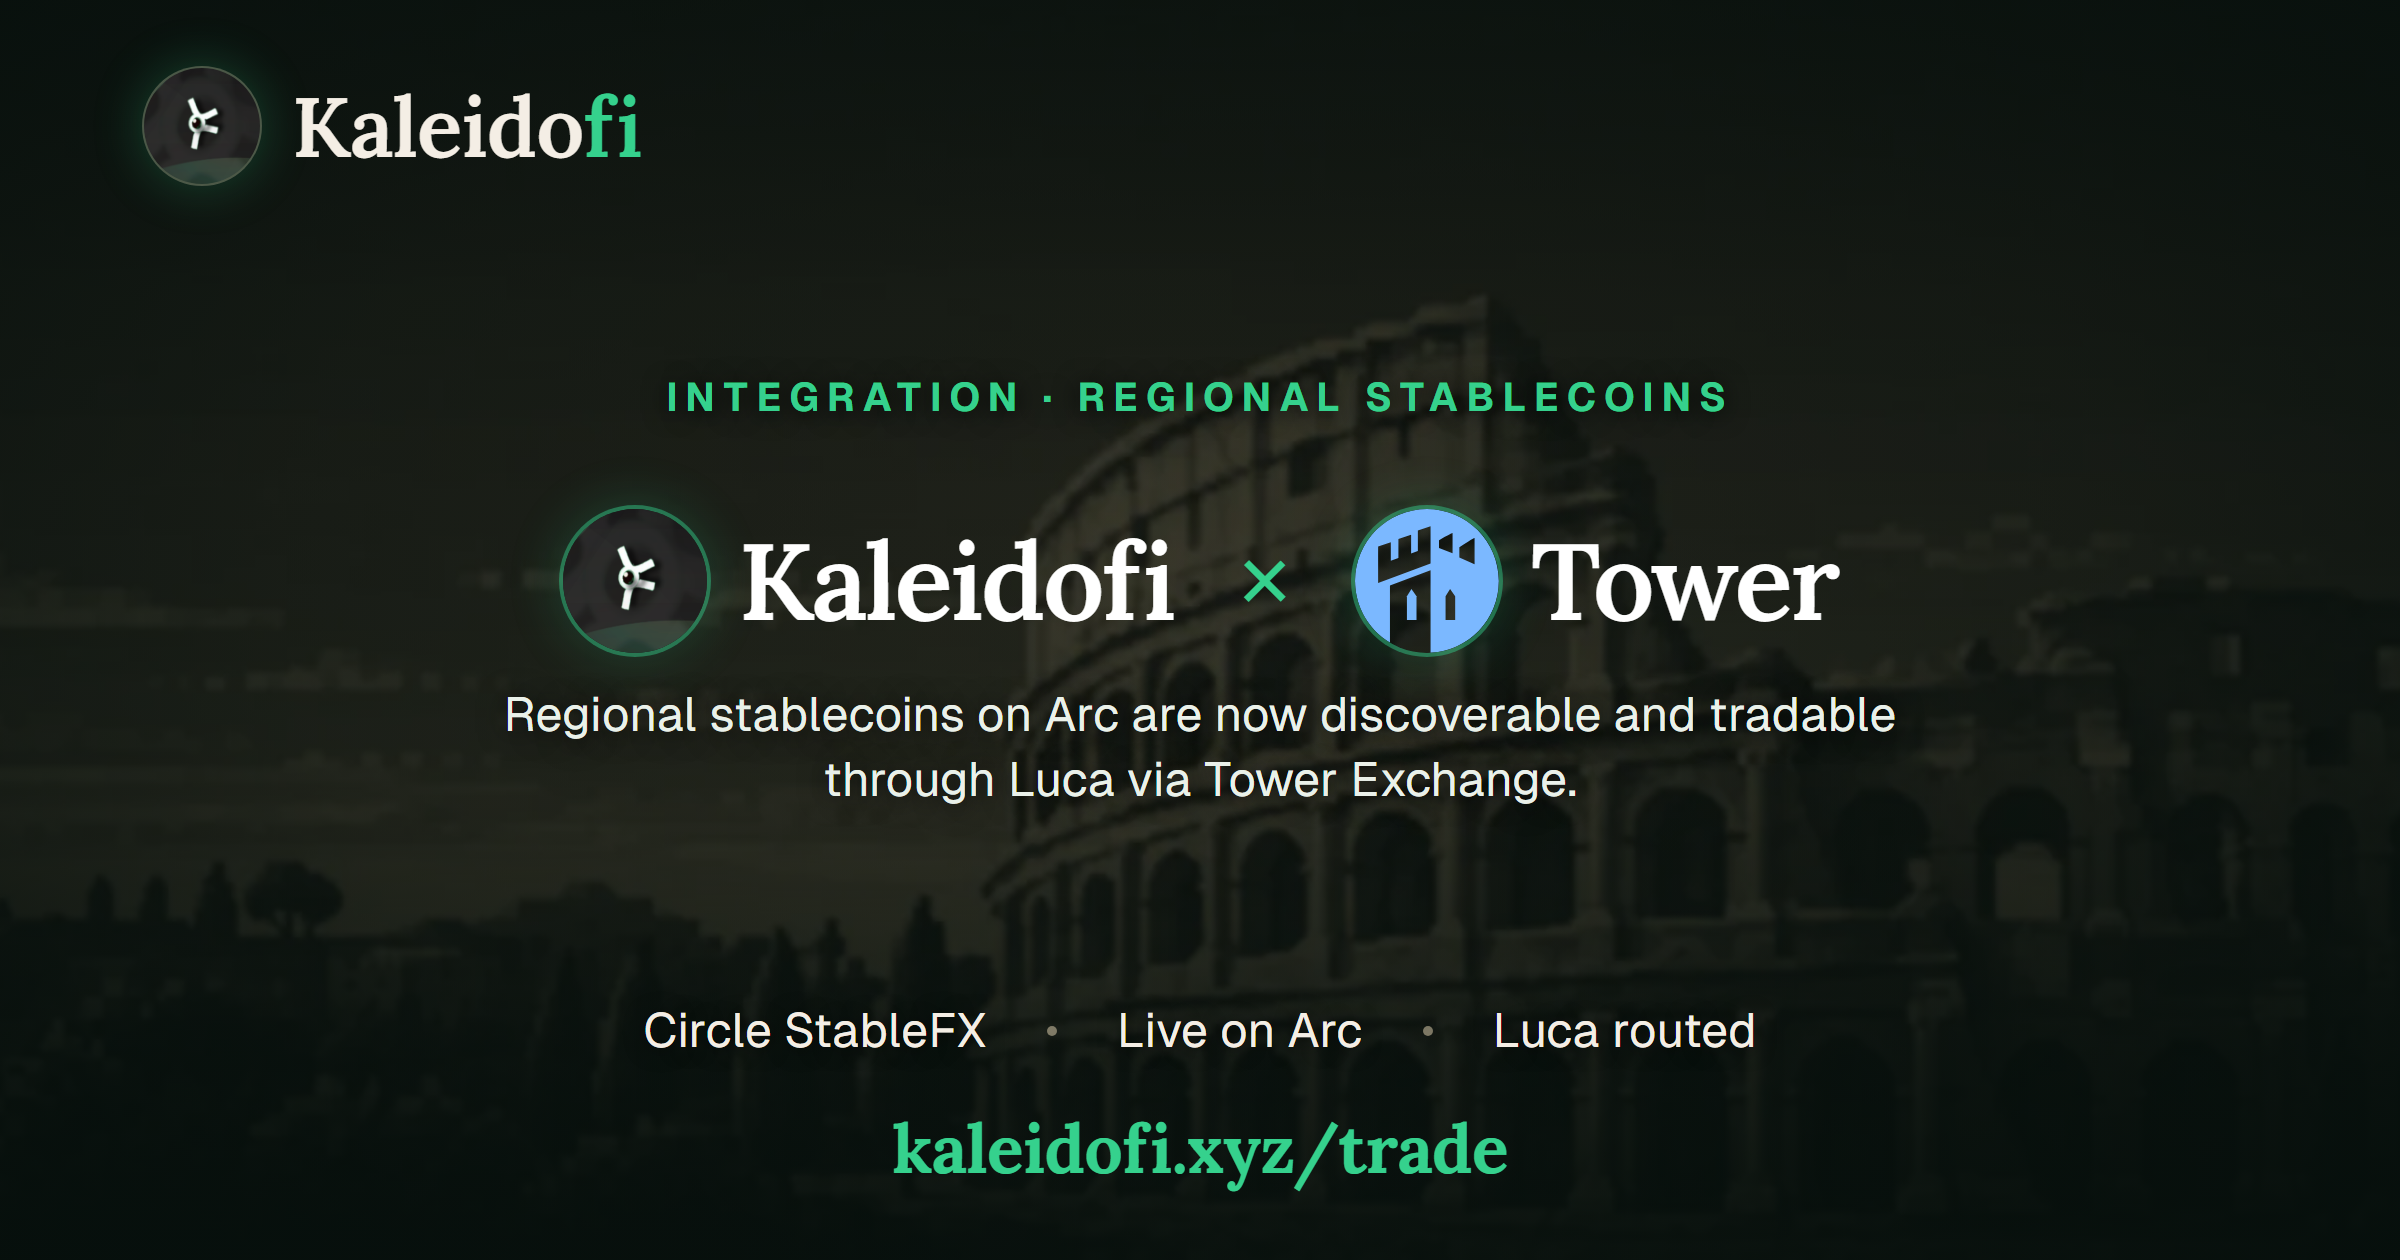 Kaleidofi
INTEGRATION · REGIONAL STABLECOINS
Kaleidofi × Tower
Regional stablecoins on Arc are now discoverable and tradable
through Luca via Tower Exchange.
Circle StableFX • Live on Arc • Luca routed
kaleidofi.xyz/trade